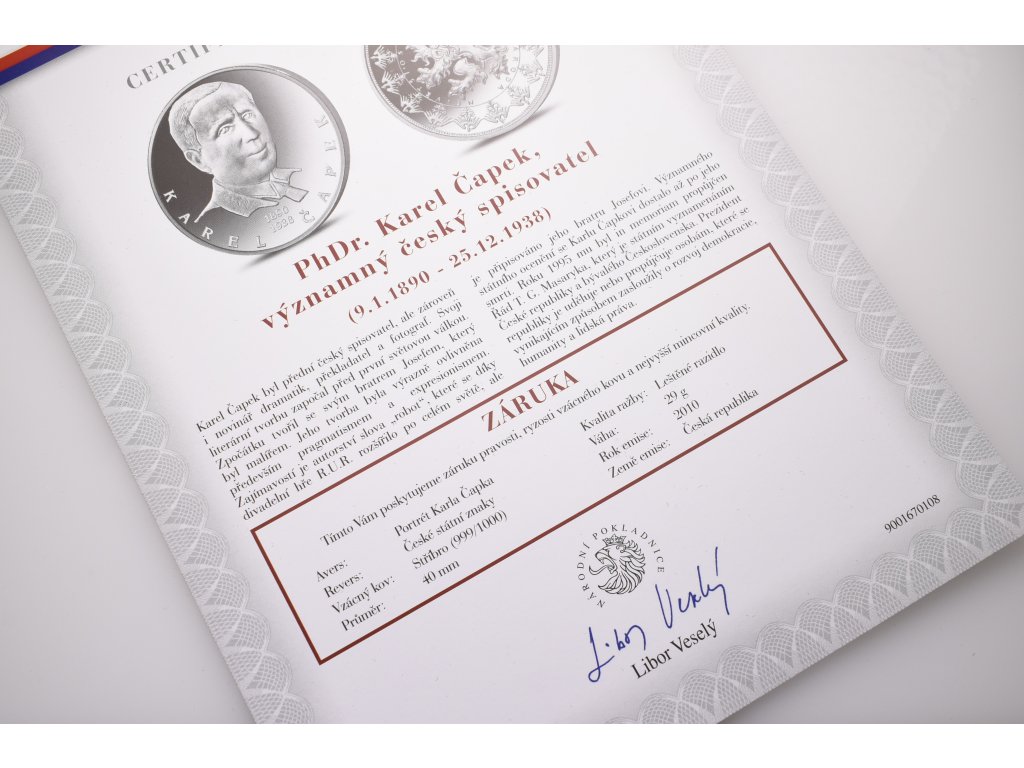 CERTIF
KAREL ČAPEK
1890
1938
PhDr. Karel Čapek,
významný český spisovatel
(9.1.1890 - 25.12.1938)
Karel Čapek byl přední český spisovatel, ale zároveň
i novinář, dramatik, překladatel a fotograf. Svoji
literární tvorbu započal před první světovou válkou.
Zpočátku tvořil se svým bratrem Josefem, který
byl malířem. Jeho tvorba byla výrazně ovlivněna
především pragmatismem a expresionismem.
Zajímavostí je autorství slova „robot“, které se díky
divadelní hře R.U.R. rozšířilo po celém světě, ale
je připisováno jeho bratru Josefovi. Významného
státního ocenění se Karlu Čapkovi dostalo až po jeho
smrti. Roku 1995 mu byl in memoriam propůjčen
Řád T. G. Masaryka, který je státním vyznamenáním
České republiky a bývalého Československa. Prezident
republiky jej uděluje nebo propůjčuje osobám, které se
vynikajícím způsobem zasloužily o rozvoj demokracie,
humanity a lidská práva.
ZÁRUKA
Tímto Vám poskytujeme záruku pravosti, ryzosti vzácného kovu a nejvyšší mincovní kvality.
Avers: Portrét Karla Čapka
Revers: České státní znaky
Vzácný kov: Stříbro (999/1000)
Průměr: 40 mm
Kvalita ražby: Leštěné razidlo
Váha: 29 g
Rok emise: 2010
Země emise: Česká republika
NÁRODNÍ POKLADNICE
Libor Veselý
Libor Veselý
9001670108